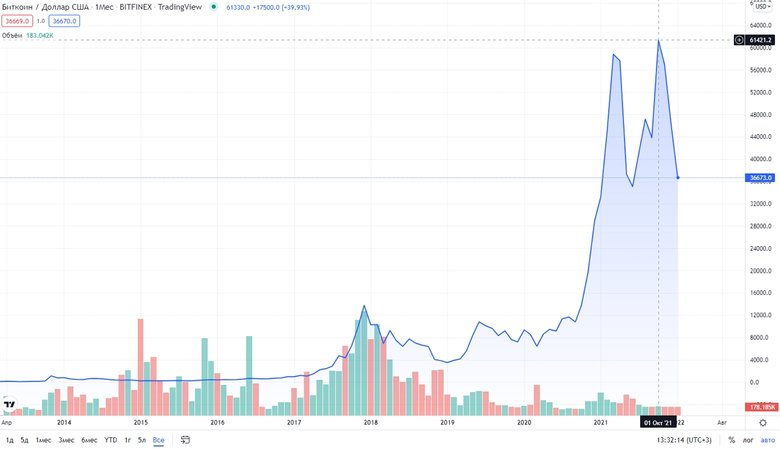 Биткоин / Доллар США · 1Мес · BITFINEX · TradingView 61330.0 +17500.0 (+39.93%)
36669.0 1.0 36670.0
Объём 183.042K
USD
64000.0
61421.2
60000.0
56000.0
52000.0
48000.0
44000.0
40000.0
36673.0
32000.0
28000.0
24000.0
20000.0
16000.0
12000.0
8000.0
4000.0
0.0
178.185K
Апр 2014 2015 2016 2017 2018 2019 2020 2021 01 Окт '21 22 Авг
1д 5д 1мес 3мес 6мес YTD 1г 5л Все 13:32:14 (UTC+3) % лог авто